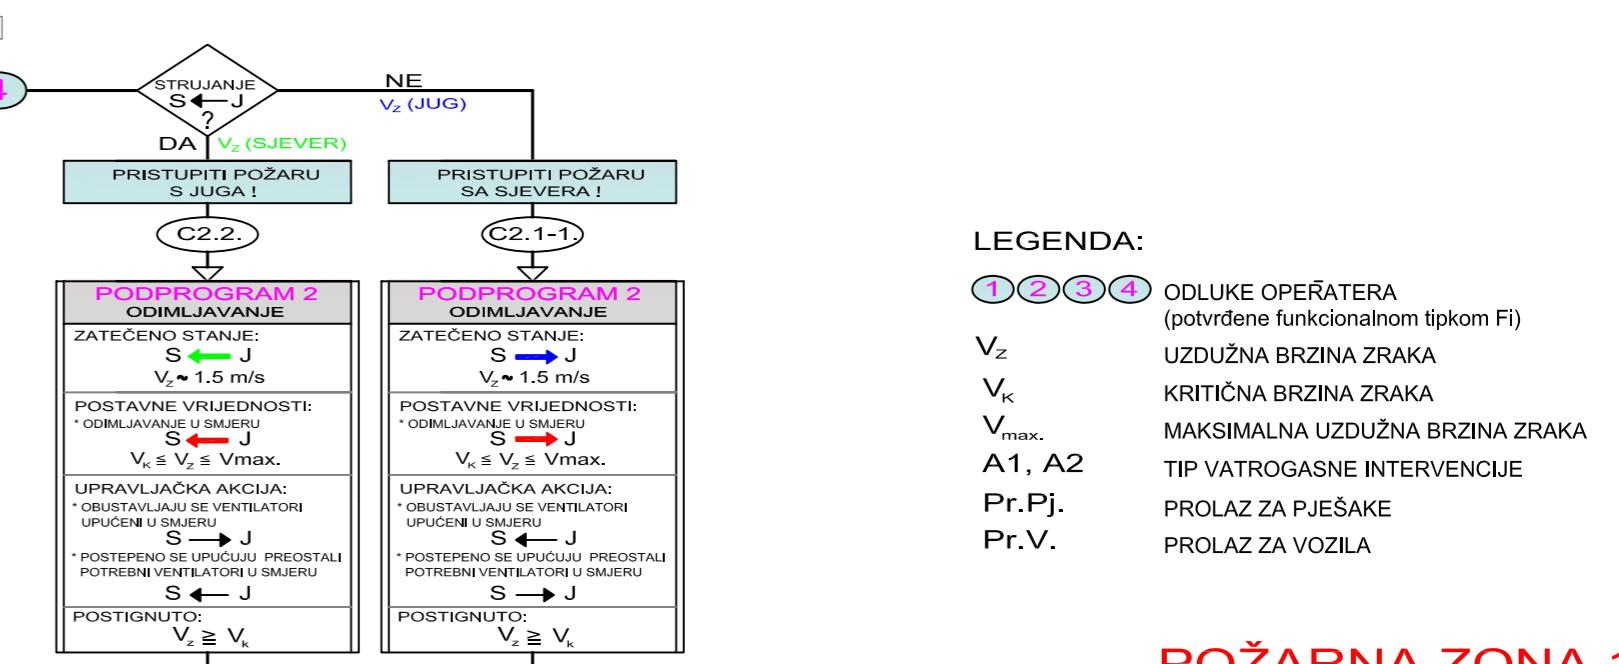 4
STRUJANJE
S ← J
?
NE
Vz (JUG)
DA
Vz (SJEVER)
PRISTUPITI POŽARU
S JUGA !
C2.2.
PODPROGRAM 2
ODIMLJAVANJE
ZATEČENO STANJE:
S ← J
Vz ~ 1.5 m/s
POSTAVNE VRIJEDNOSTI:
* ODIMLJAVANJE U SMJERU
S ← J
Vk ≤ Vz ≤ Vmax.
UPRAVLJAČKA AKCIJA:
* OBUSTAVLJAJU SE VENTILATORI
UPUĆENI U SMJERU
S → J
* POSTEPENO SE UPUĆUJU PREOSTALI
POTREBNI VENTILATORI U SMJERU
S ← J
POSTIGNUTO:
Vz ≧ Vk
PRISTUPITI POŽARU
SA SJEVERA !
C2.1-1.
PODPROGRAM 2
ODIMLJAVANJE
ZATEČENO STANJE:
S → J
Vz ~ 1.5 m/s
POSTAVNE VRIJEDNOSTI:
* ODIMLJAVANJE U SMJERU
S → J
Vk ≤ Vz ≤ Vmax.
UPRAVLJAČKA AKCIJA:
* OBUSTAVLJAJU SE VENTILATORI
UPUĆENI U SMJERU
S ← J
* POSTEPENO SE UPUĆUJU PREOSTALI
POTREBNI VENTILATORI U SMJERU
S → J
POSTIGNUTO:
Vz ≧ Vk
LEGENDA:
1 2 3 4 ODLUKE OPERATERA
(potvrđene funkcionalnom tipkom Fi)
Vz UZDUŽNA BRZINA ZRAKA
Vk KRITIČNA BRZINA ZRAKA
Vmax. MAKSIMALNA UZDUŽNA BRZINA ZRAKA
A1, A2 TIP VATROGASNE INTERVENCIJE
Pr.Pj. PROLAZ ZA PJEŠAKE
Pr.V. PROLAZ ZA VOZILA
POŽARNA ZONA